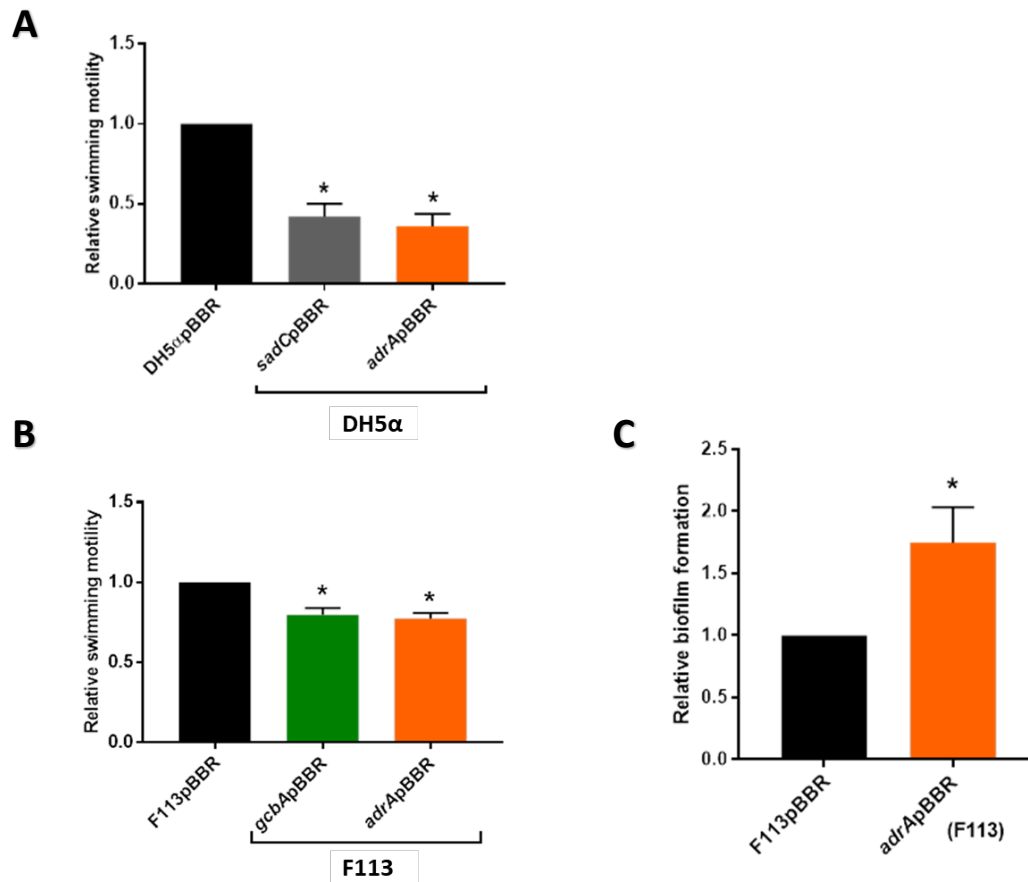 A
Relative swimming motility
1.5
1.0
0.5
0.0
*
*
DH5αpBBR
sadCpBBR
adrApBBR
DH5α
B
Relative swimming motility
1.5
1.0
0.5
0.0
*
*
F113pBBR
gcbApBBR
adrApBBR
F113
C
Relative biofilm formation
2.5
2.0
1.5
1.0
0.5
0.0
*
F113pBBR
adrApBBR
(F113)